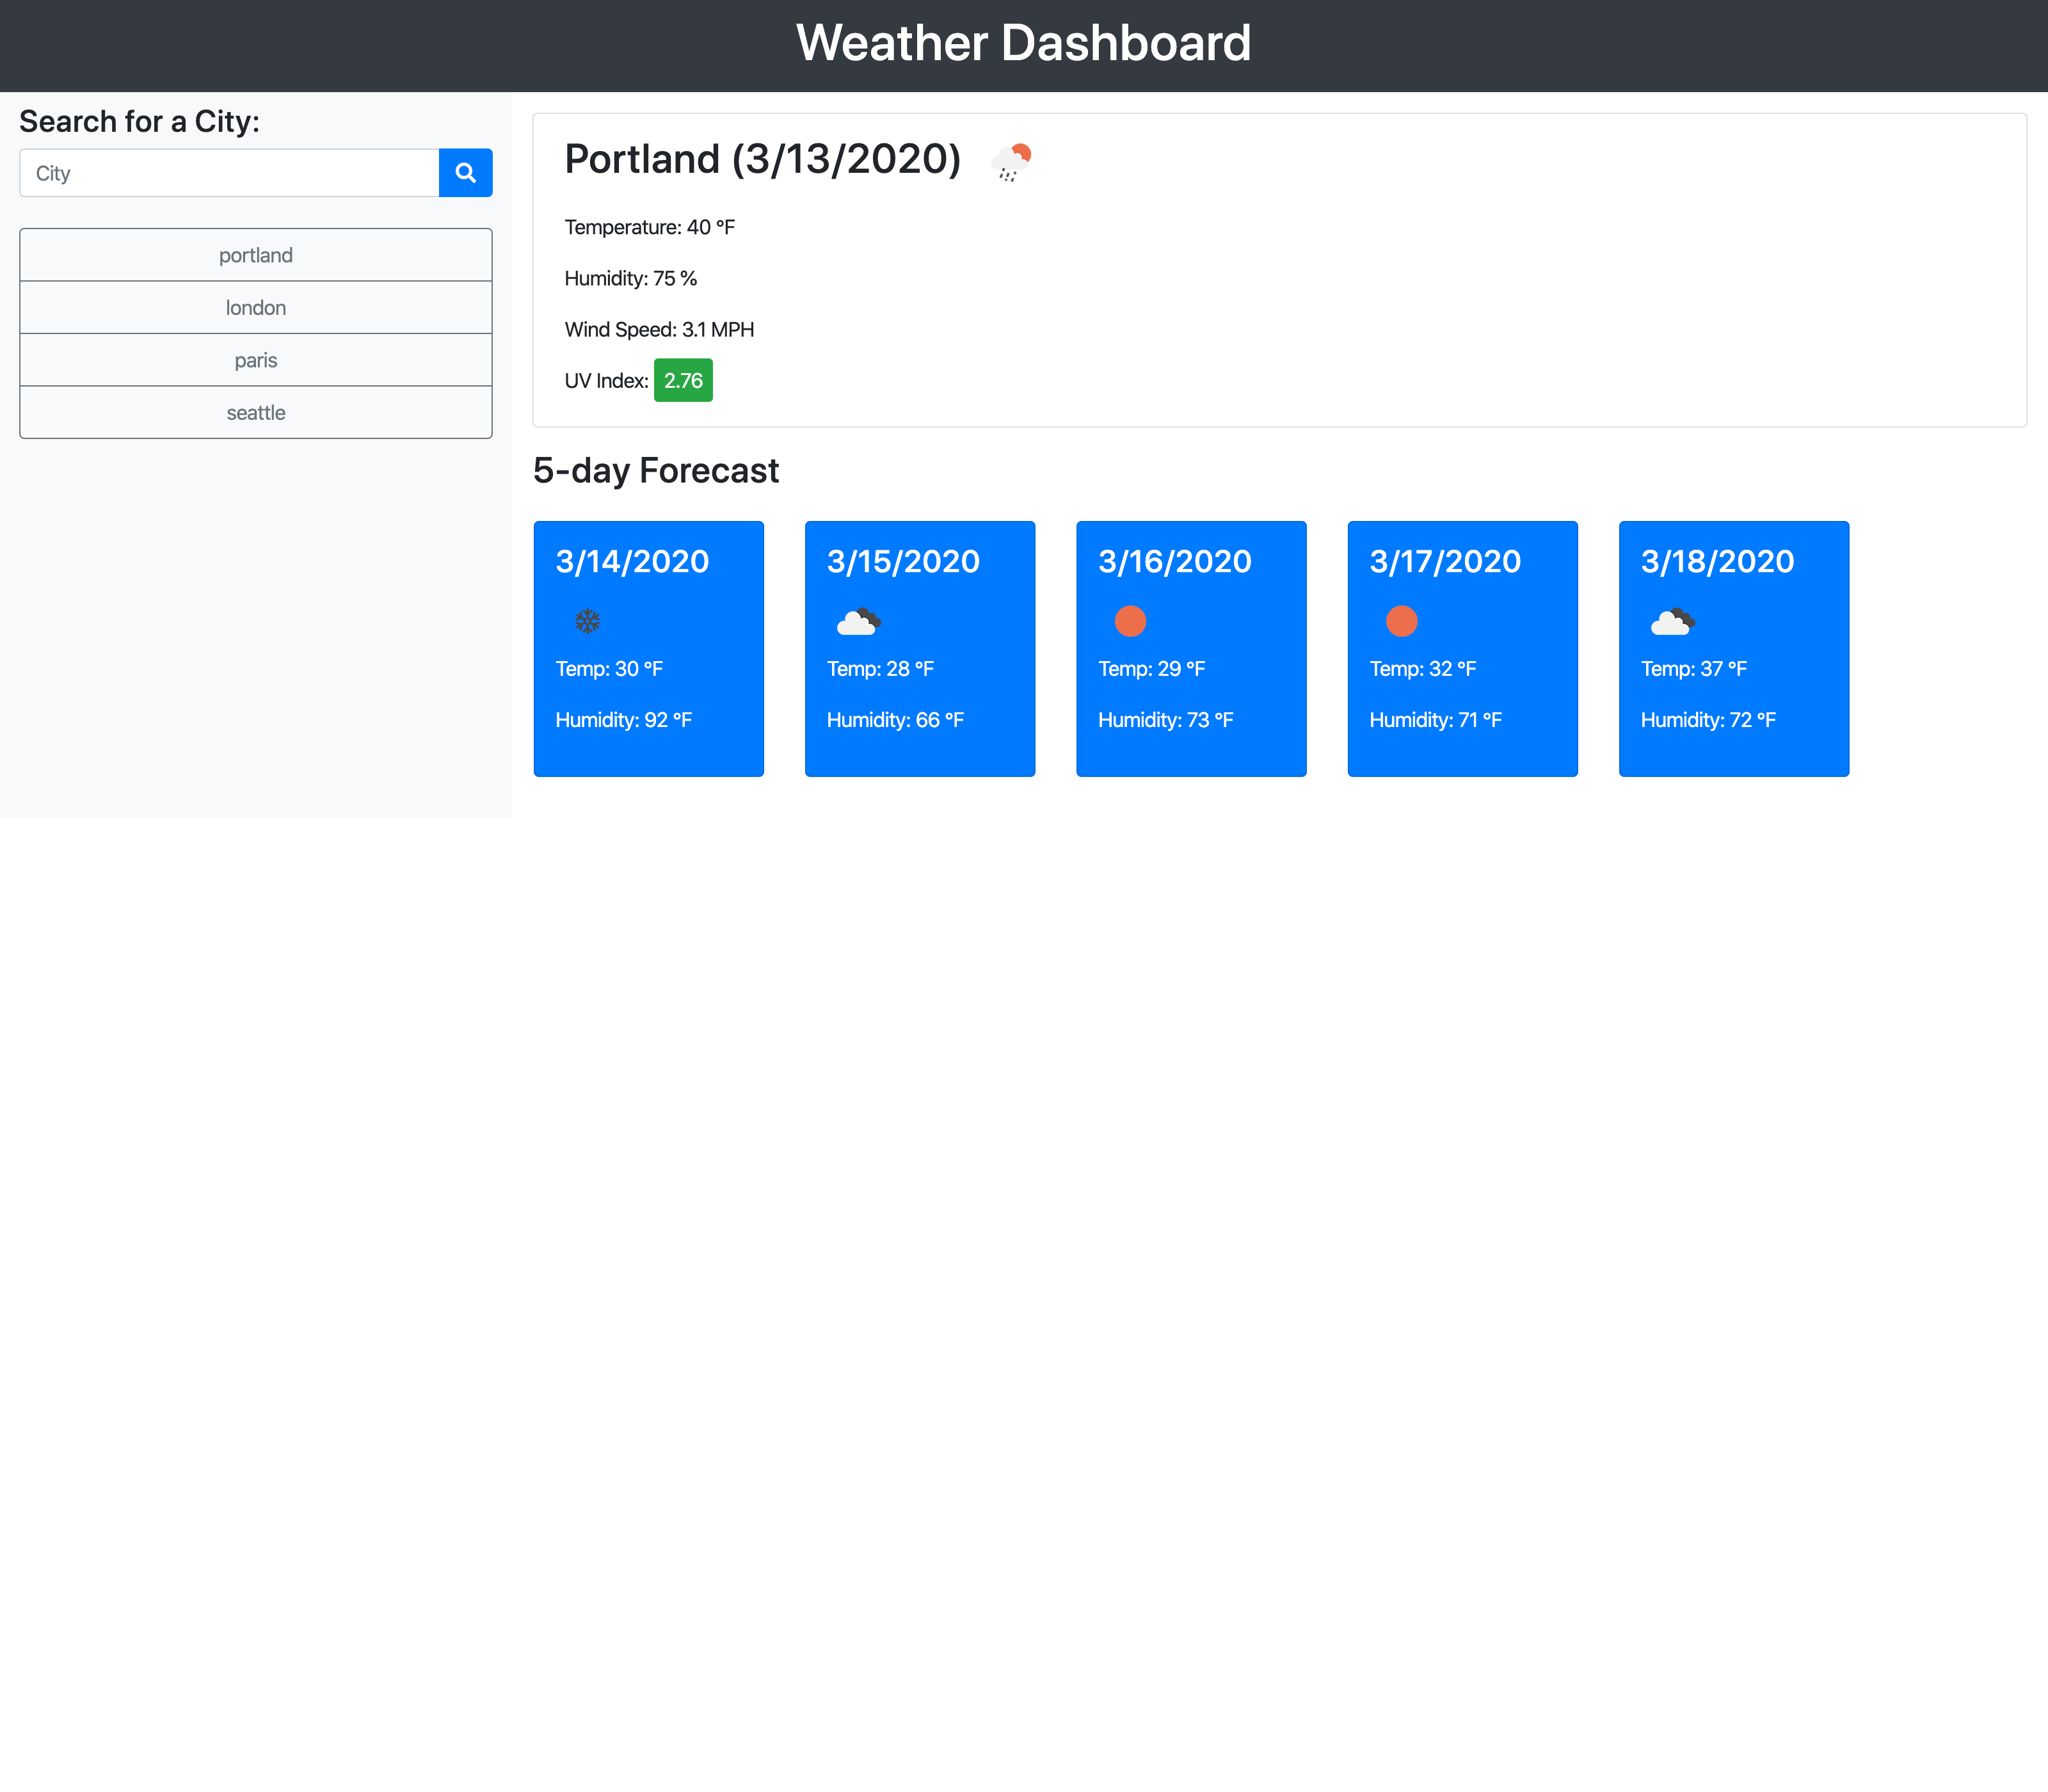 Weather Dashboard
Search for a City:
City
portland
london
paris
seattle
Portland (3/13/2020)
Temperature: 40 °F
Humidity: 75 %
Wind Speed: 3.1 MPH
UV Index: 2.76
5-day Forecast
3/14/2020
Temp: 30 °F
Humidity: 92 °F
3/15/2020
Temp: 28 °F
Humidity: 66 °F
3/16/2020
Temp: 29 °F
Humidity: 73 °F
3/17/2020
Temp: 32 °F
Humidity: 71 °F
3/18/2020
Temp: 37 °F
Humidity: 72 °F